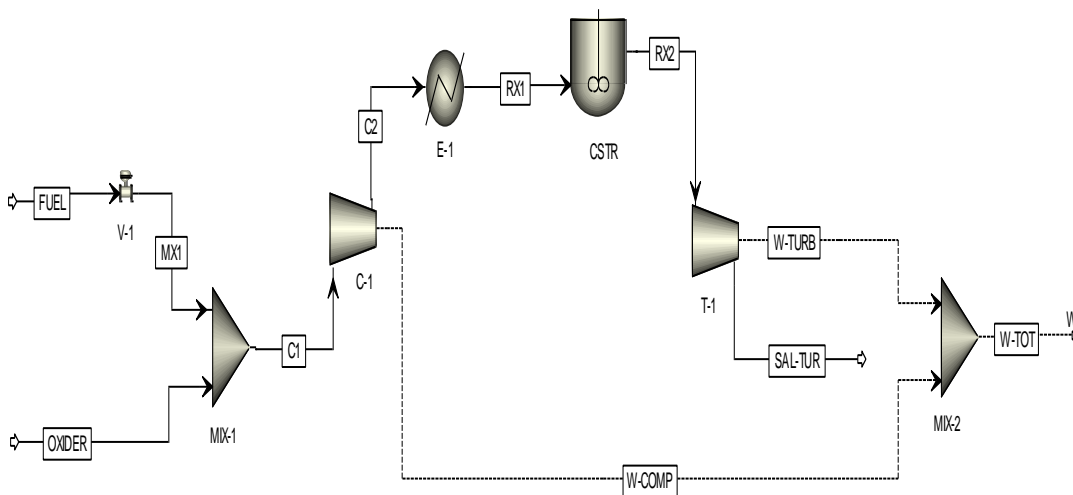 RX2
RX1
C2
E-1
CSTR
FUEL
V-1
W-TURB
MX1
C-1
T-1
W
W-TOT
C1
SAL-TUR
MIX-1
MIX-2
OXIDER
W-COMP